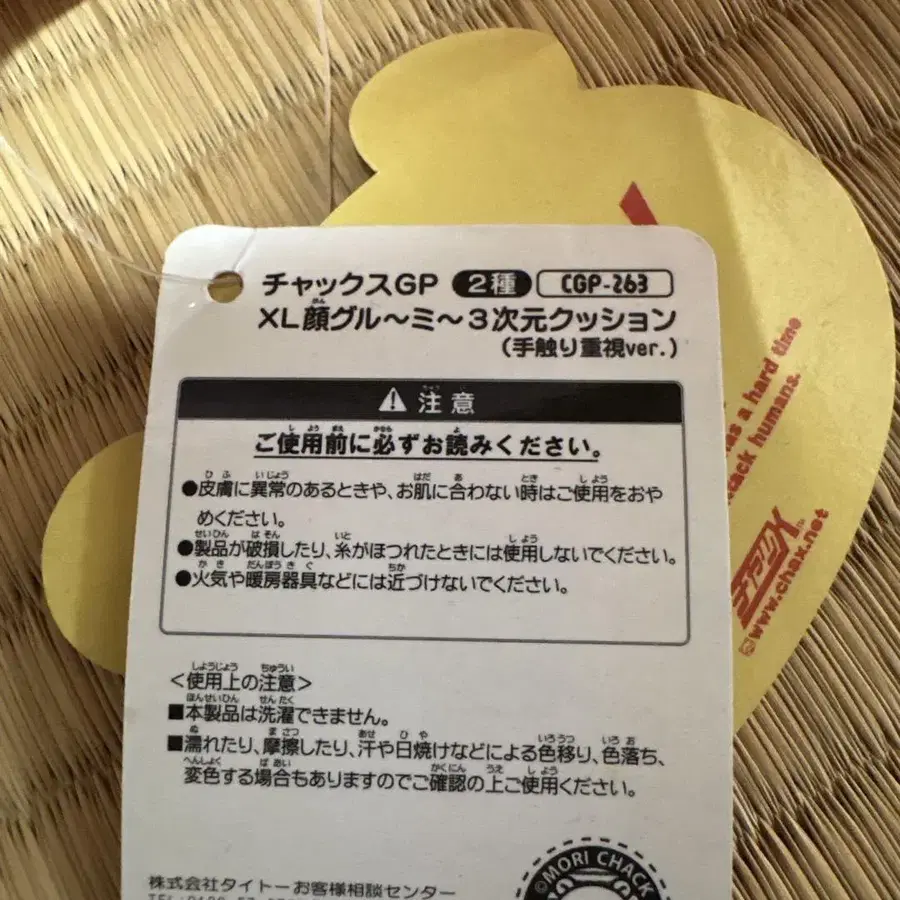 チャックスGP 2種 CGP-263
XL顔グル～ミ～3次元クッション
(手触り重視ver.)
⚠注意
ご使用前に必ずお読みください。
●皮膚に異常のあるときや、お肌に合わない時はご使用をおや
めください。
●製品が破損したり、糸がほつれたときには使用しないでください。
●火気や暖房器具などには近づけないでください。
<使用上の注意>
■本製品は洗濯できません。
■濡れたり、摩擦したり、汗や日焼けなどによる色移り、色落ち、
変色する場合もありますのでご確認の上ご使用ください。
株式会社タイトーお客様相談センター
©MORI CHACK
has a hard time
attack humans.
www.chax.net